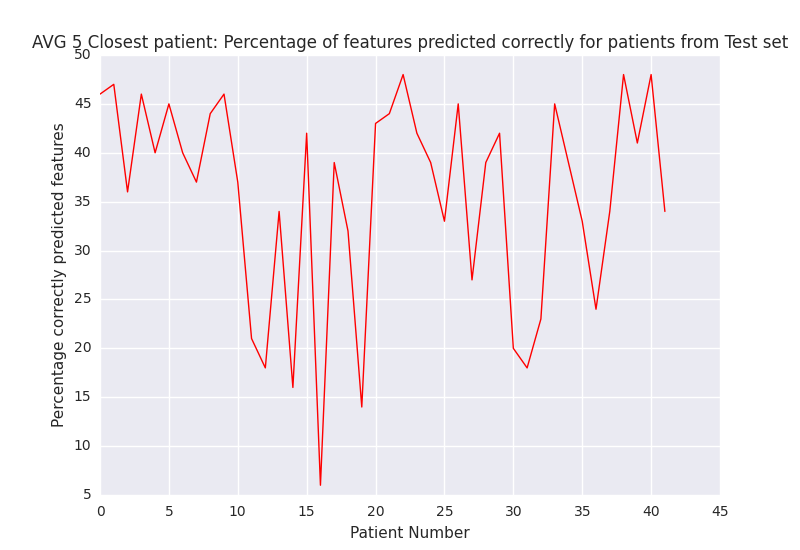 AVG 5 Closest patient: Percentage of features predicted correctly for patients from Test set
Percentage correctly predicted features
50
45
40
35
30
25
20
15
10
5
0 5 10 15 20 25 30 35 40 45
Patient Number